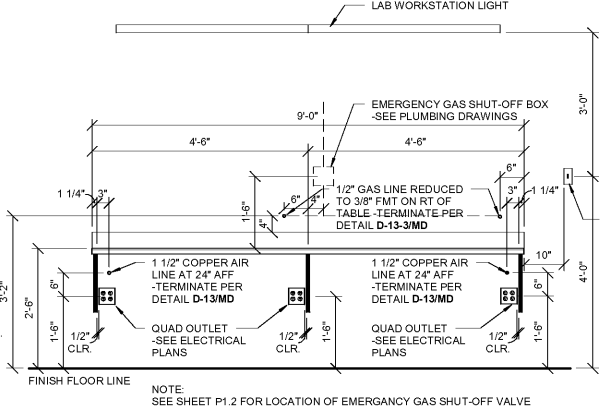 LAB WORKSTATION LIGHT
EMERGENCY GAS SHUT-OFF BOX
-SEE PLUMBING DRAWINGS
9'-0"
3'-0"
4'-6"
4'-6"
6"
1 1/4"
3"
1'-6"
6"
4"
4"
1/2" GAS LINE REDUCED
TO 3/8" FMT ON RT OF
TABLE -TERMINATE PER
DETAIL D-13-3/MD
3"
1 1/4"
10"
4'-0"
3'-2"
2'-6"
6"
1'-6"
1 1/2" COPPER AIR
LINE AT 24" AFF
-TERMINATE PER
DETAIL D-13/MD
1 1/2" COPPER AIR
LINE AT 24" AFF
-TERMINATE PER
DETAIL D-13/MD
6"
1'-6"
1'-6"
QUAD OUTLET
-SEE ELECTRICAL
PLANS
QUAD OUTLET
-SEE ELECTRICAL
PLANS
1/2"
CLR.
1/2"
CLR.
FINISH FLOOR LINE
NOTE:
SEE SHEET P1.2 FOR LOCATION OF EMERGANCY GAS SHUT-OFF VALVE